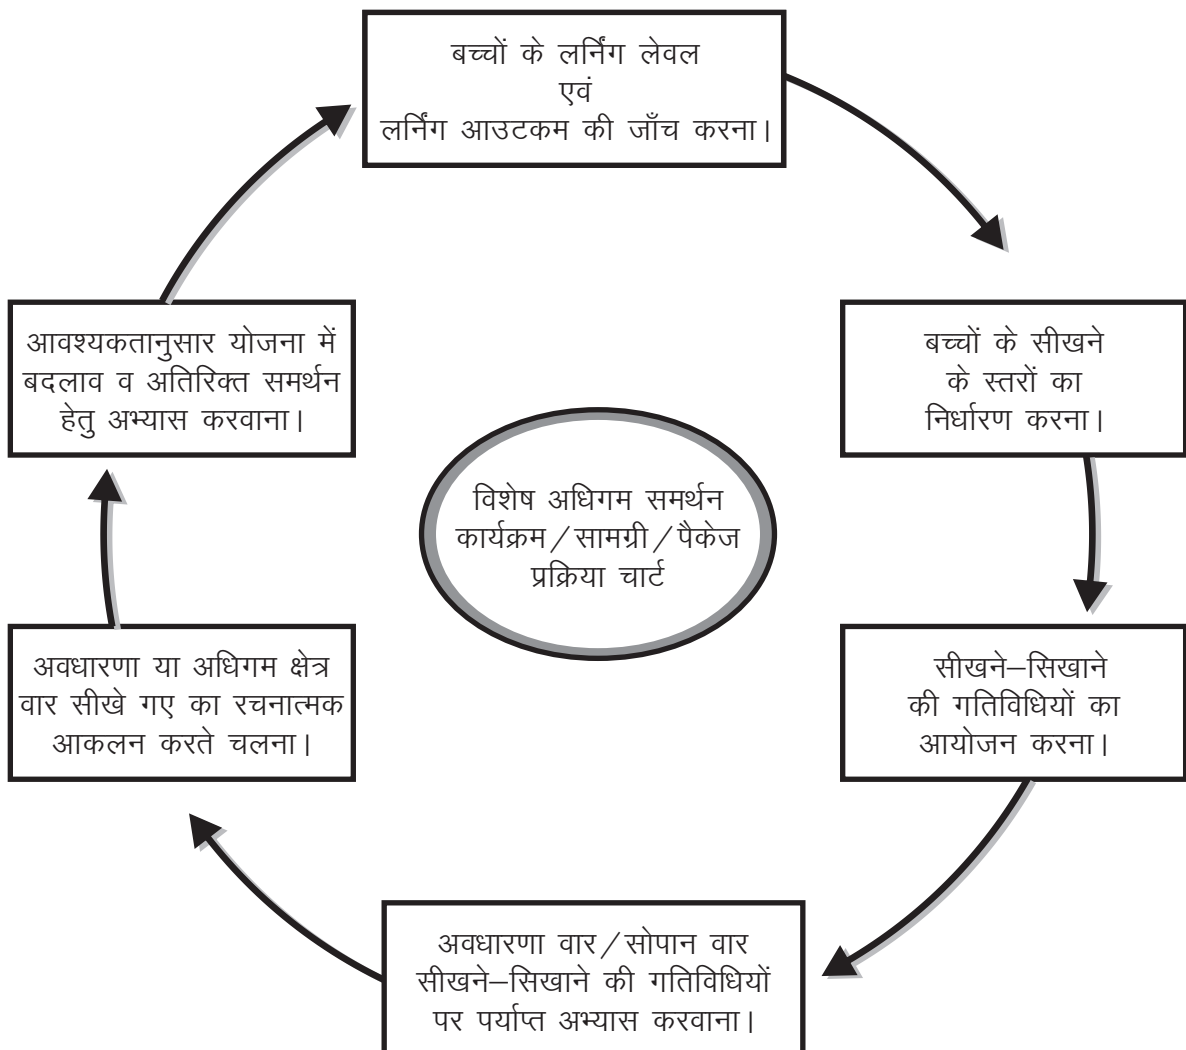 बच्चों के लर्निंग लेवल
एवं
लर्निंग आउटकम की जाँच करना।
बच्चों के सीखने
के स्तरों का
निर्धारण करना।
सीखने–सिखाने
की गतिविधियों का
आयोजन करना।
अवधारणा वार/सोपान वार
सीखने–सिखाने की गतिविधियों
पर पर्याप्त अभ्यास करवाना।
अवधारणा या अधिगम क्षेत्र
वार सीखे गए का रचनात्मक
आकलन करते चलना।
आवश्यकतानुसार योजना में
बदलाव व अतिरिक्त समर्थन
हेतु अभ्यास करवाना।
विशेष अधिगम समर्थन
कार्यक्रम/सामग्री/पैकेज
प्रक्रिया चार्ट